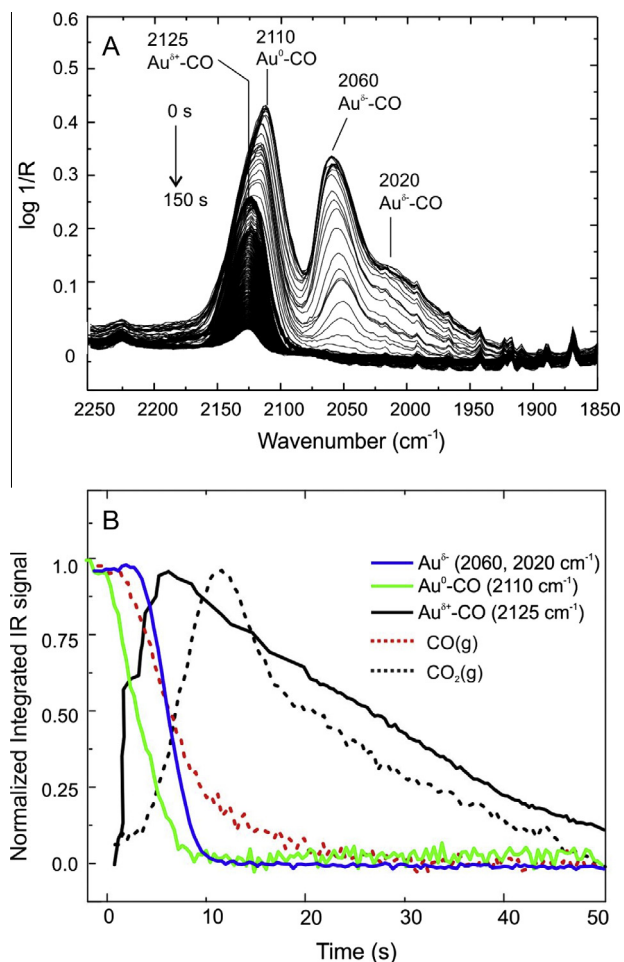 A
0.6
0.5
0.4
0.3
0.2
0.1
0
log 1/R
2125
Au^δ+-CO
2110
Au^0-CO
2060
Au^δ--CO
2020
Au^δ--CO
0 s
150 s
2250 2200 2150 2100 2050 2000 1950 1900 1850
Wavenumber (cm^-1)
B
1.0
0.75
0.50
0.25
0.0
Normalized Integrated IR signal
Au^δ- (2060, 2020 cm^-1)
Au^0-CO (2110 cm^-1)
Au^δ+-CO (2125 cm^-1)
CO(g)
CO₂(g)
0 10 20 30 40 50
Time (s)